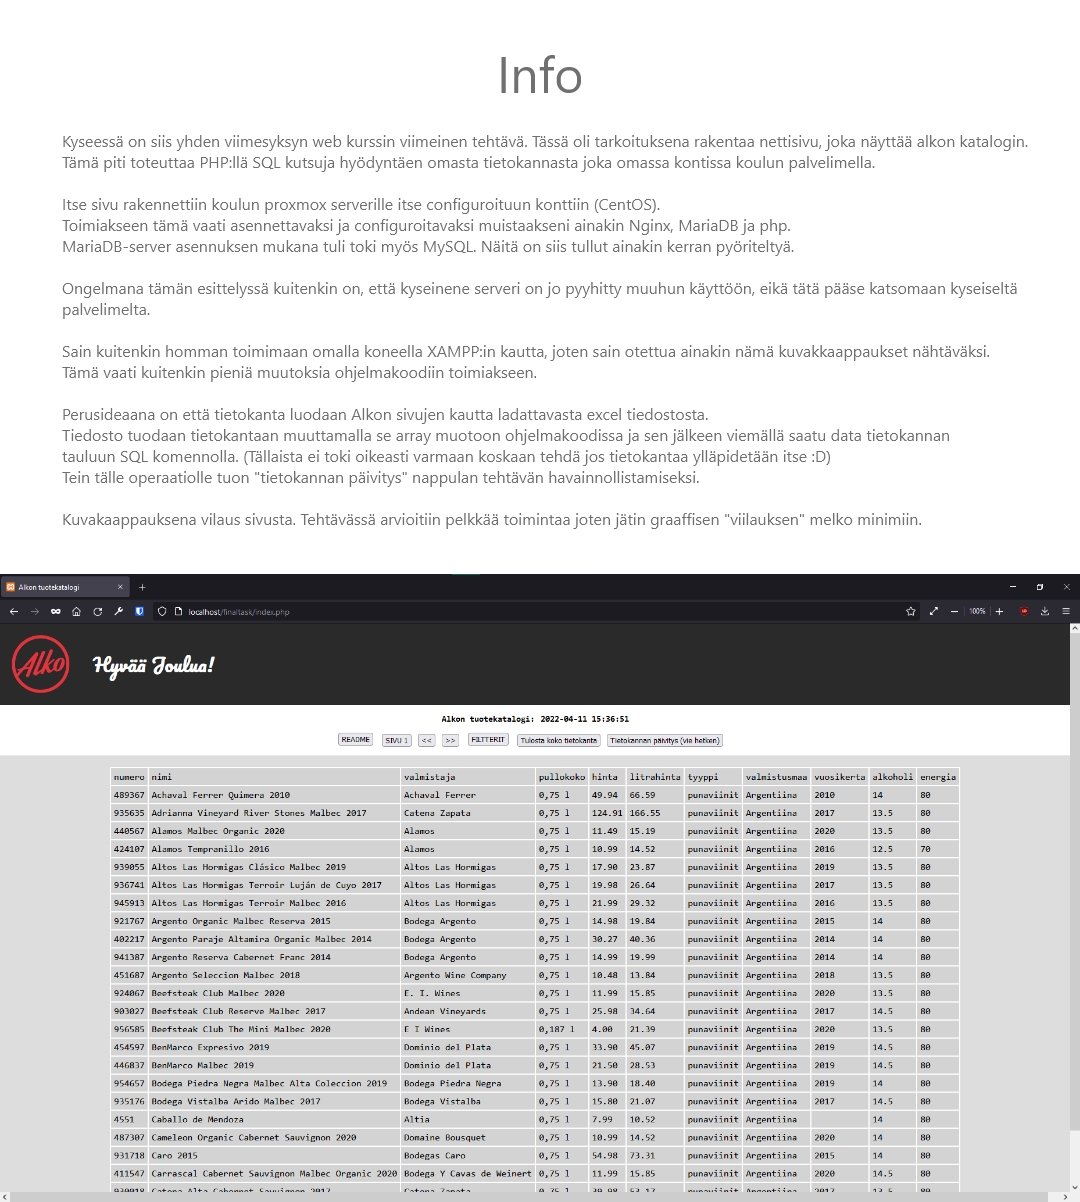 Info
Kyseessä on siis yhden viimesyksyn web kurssin viimeinen tehtävä. Tässä oli tarkoituksena rakentaa nettisivu, joka näyttää alkon katalogin.
Tämä piti toteuttaa PHP:llä SQL kutsuja hyödyntäen omasta tietokannasta joka omassa kontissa koulun palvelimella.
Itse sivu rakennettiin koulun proxmox serverille itse configuroituun konttiin (CentOS).
Toimiakseen tämä vaati asennettavaksi ja configuroitavaksi muistaakseni ainakin Nginx, MariaDB ja php.
MariaDB-server asennuksen mukana tuli toki myös MySQL. Näitä on siis tullut ainakin kerran pyöriteltyä.
Ongelmana tämän esittelyssä kuitenkin on, että kyseinene serveri on jo pyyhitty muuhun käyttöön, eikä tätä pääse katsomaan kyseiseltä
palvelimelta.
Sain kuitenkin homman toimimaan omalla koneella XAMPP:in kautta, joten sain otettua ainakin nämä kuvakkaappaukset nähtäväksi.
Tämä vaati kuitenkin pieniä muutoksia ohjelmakoodiin toimiakseen.
Perusideaana on että tietokanta luodaan Alkon sivujen kautta ladattavasta excel tiedostosta.
Tiedosto tuodaan tietokantaan muuttamalla se array muotoon ohjelmakoodissa ja sen jälkeen viemällä saatu data tietokannan
tauluun SQL komennolla. (Tällaista ei toki oikeasti varmaan koskaan tehdä jos tietokantaa ylläpidetään itse :D)
Tein tälle operaatiolle tuon "tietokannan päivitys" nappulan tehtävän havainnollistamiseksi.
Kuvakaappauksena vilaus sivusta. Tehtävässä arvioitiin pelkkää toimintaa joten jätin graaffisen "viilauksen" melko minimiin.
Alkon tuotekatalogi
localhost/finaltask/index.php 100%
Alko Hyvää Joulua!
Alkon tuotekatalogi: 2022-04-11 15:36:51
README SIVU 1 << >> FILTTERIT Tulosta koko tietokanta Tietokannan päivitys (vie hetken)
numero nimi valmistaja pullokoko hinta litrahinta tyyppi valmistusmaa vuosikerta alkoholi energia
489367 Achaval Ferrer Quimera 2010 Achaval Ferrer 0,75 l 49.94 66.59 punaviinit Argentiina 2010 14 80
935635 Adrianna Vineyard River Stones Malbec 2017 Catena Zapata 0,75 l 124.91 166.55 punaviinit Argentiina 2017 13.5 80
440567 Alamos Malbec Organic 2020 Alamos 0,75 l 11.49 15.19 punaviinit Argentiina 2020 13.5 80
424107 Alamos Tempranillo 2016 Alamos 0,75 l 10.99 14.52 punaviinit Argentiina 2016 12.5 70
939055 Altos Las Hormigas Clásico Malbec 2019 Altos Las Hormigas 0,75 l 17.90 23.87 punaviinit Argentiina 2019 13.5 80
936741 Altos Las Hormigas Terroir Luján de Cuyo 2017 Altos Las Hormigas 0,75 l 19.98 26.64 punaviinit Argentiina 2017 13.5 80
945913 Altos Las Hormigas Terroir Malbec 2016 Altos Las Hormigas 0,75 l 21.99 29.32 punaviinit Argentiina 2016 13.5 80
921767 Argento Organic Malbec Reserva 2015 Bodega Argento 0,75 l 14.98 19.84 punaviinit Argentiina 2015 14 80
402217 Argento Paraje Altamira Organic Malbec 2014 Bodega Argento 0,75 l 30.27 40.36 punaviinit Argentiina 2014 14 80
941387 Argento Reserva Cabernet Franc 2014 Bodega Argento 0,75 l 14.99 19.99 punaviinit Argentiina 2014 14 80
451687 Argento Seleccion Malbec 2018 Argento Wine Company 0,75 l 10.48 13.84 punaviinit Argentiina 2018 13.5 80
924067 Beefsteak Club Malbec 2020 E. I. Wines 0,75 l 11.99 15.85 punaviinit Argentiina 2020 13.5 80
903027 Beefsteak Club Reserve Malbec 2017 Andean Vineyards 0,75 l 25.98 34.64 punaviinit Argentiina 2017 14.5 80
956585 Beefsteak Club The Mini Malbec 2020 E I Wines 0,187 l 4.00 21.39 punaviinit Argentiina 2020 13.5 80
454597 BenMarco Expresivo 2019 Dominio del Plata 0,75 l 33.90 45.07 punaviinit Argentiina 2019 14.5 80
446837 BenMarco Malbec 2019 Dominio del Plata 0,75 l 21.50 28.53 punaviinit Argentiina 2019 14.5 80
954657 Bodega Piedra Negra Malbec Alta Coleccion 2019 Bodega Piedra Negra 0,75 l 13.90 18.40 punaviinit Argentiina 2019 14 80
935176 Bodega Vistalba Arido Malbec 2017 Bodega Vistalba 0,75 l 15.80 21.07 punaviinit Argentiina 2017 14.5 80
4551 Caballo de Mendoza Altia 0,75 l 7.99 10.52 punaviinit Argentiina 14 80
487307 Cameleon Organic Cabernet Sauvignon 2020 Domaine Bousquet 0,75 l 10.99 14.52 punaviinit Argentiina 2020 14 80
931718 Caro 2015 Bodegas Caro 0,75 l 54.98 73.31 punaviinit Argentiina 2015 14 80
411547 Carrascal Cabernet Sauvignon Malbec Organic 2020 Bodega Y Cavas de Weinert 0,75 l 11.99 15.85 punaviinit Argentiina 2020 14.5 80
Catena Alta Cabernet Sauvignon 2017 Catena Zapata 0,75 l 39.98 53.17 punaviinit Argentiina 2017 13.5 80